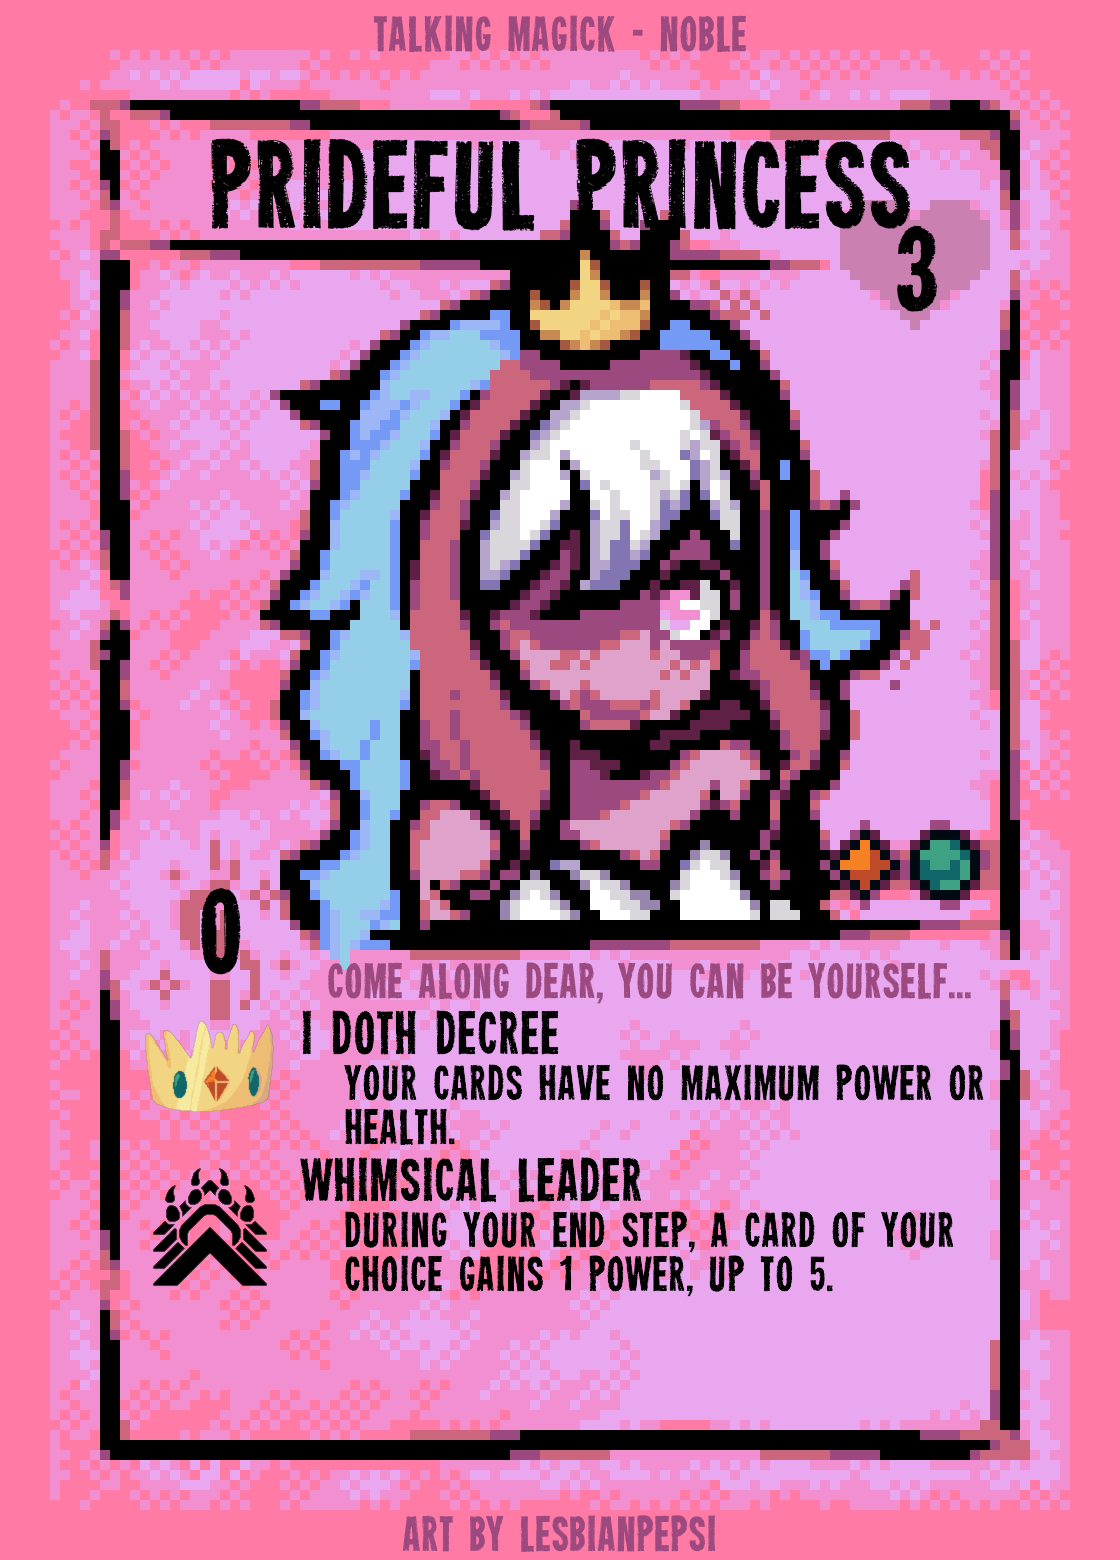 TALKING MAGICK - NOBLE
PRIDEFUL PRINCESS
3
0
COME ALONG DEAR, YOU CAN BE YOURSELF...
I DOTH DECREE
YOUR CARDS HAVE NO MAXIMUM POWER OR
HEALTH.
WHIMSICAL LEADER
DURING YOUR END STEP, A CARD OF YOUR
CHOICE GAINS 1 POWER, UP TO 5.
ART BY LESBIANPEPSI